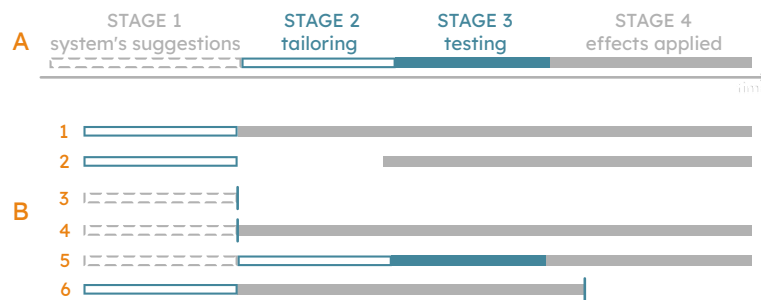 STAGE 1 STAGE 2 STAGE 3 STAGE 4
A system's suggestions tailoring testing effects applied
1
2
3
B
4
5
6